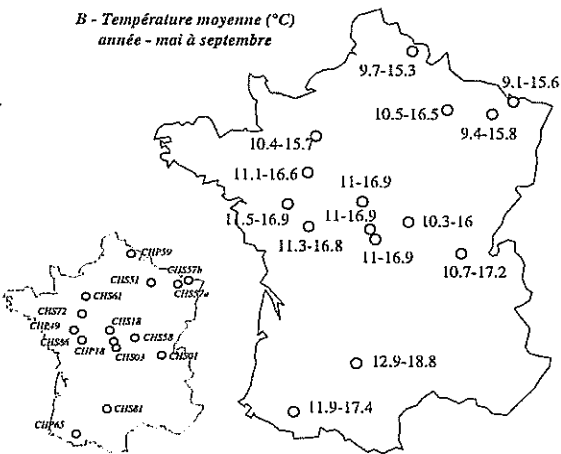 B - Température moyenne (°C)
année - mai à septembre
9.7-15.3
9.1-15.6
10.5-16.5
9.4-15.8
10.4-15.7
11.1-16.6
11-16.9
11.5-16.9
11-16.9
10.3-16
11.3-16.8
11-16.9
10.7-17.2
12.9-18.8
11.9-17.4
CHP59
CHS57b
CHS51
CHS57a
CHS61
CHS72
CHP49
CHS18
CHS86
CHS58
CHP18
CHS03
CHS01
CHS81
CHP65